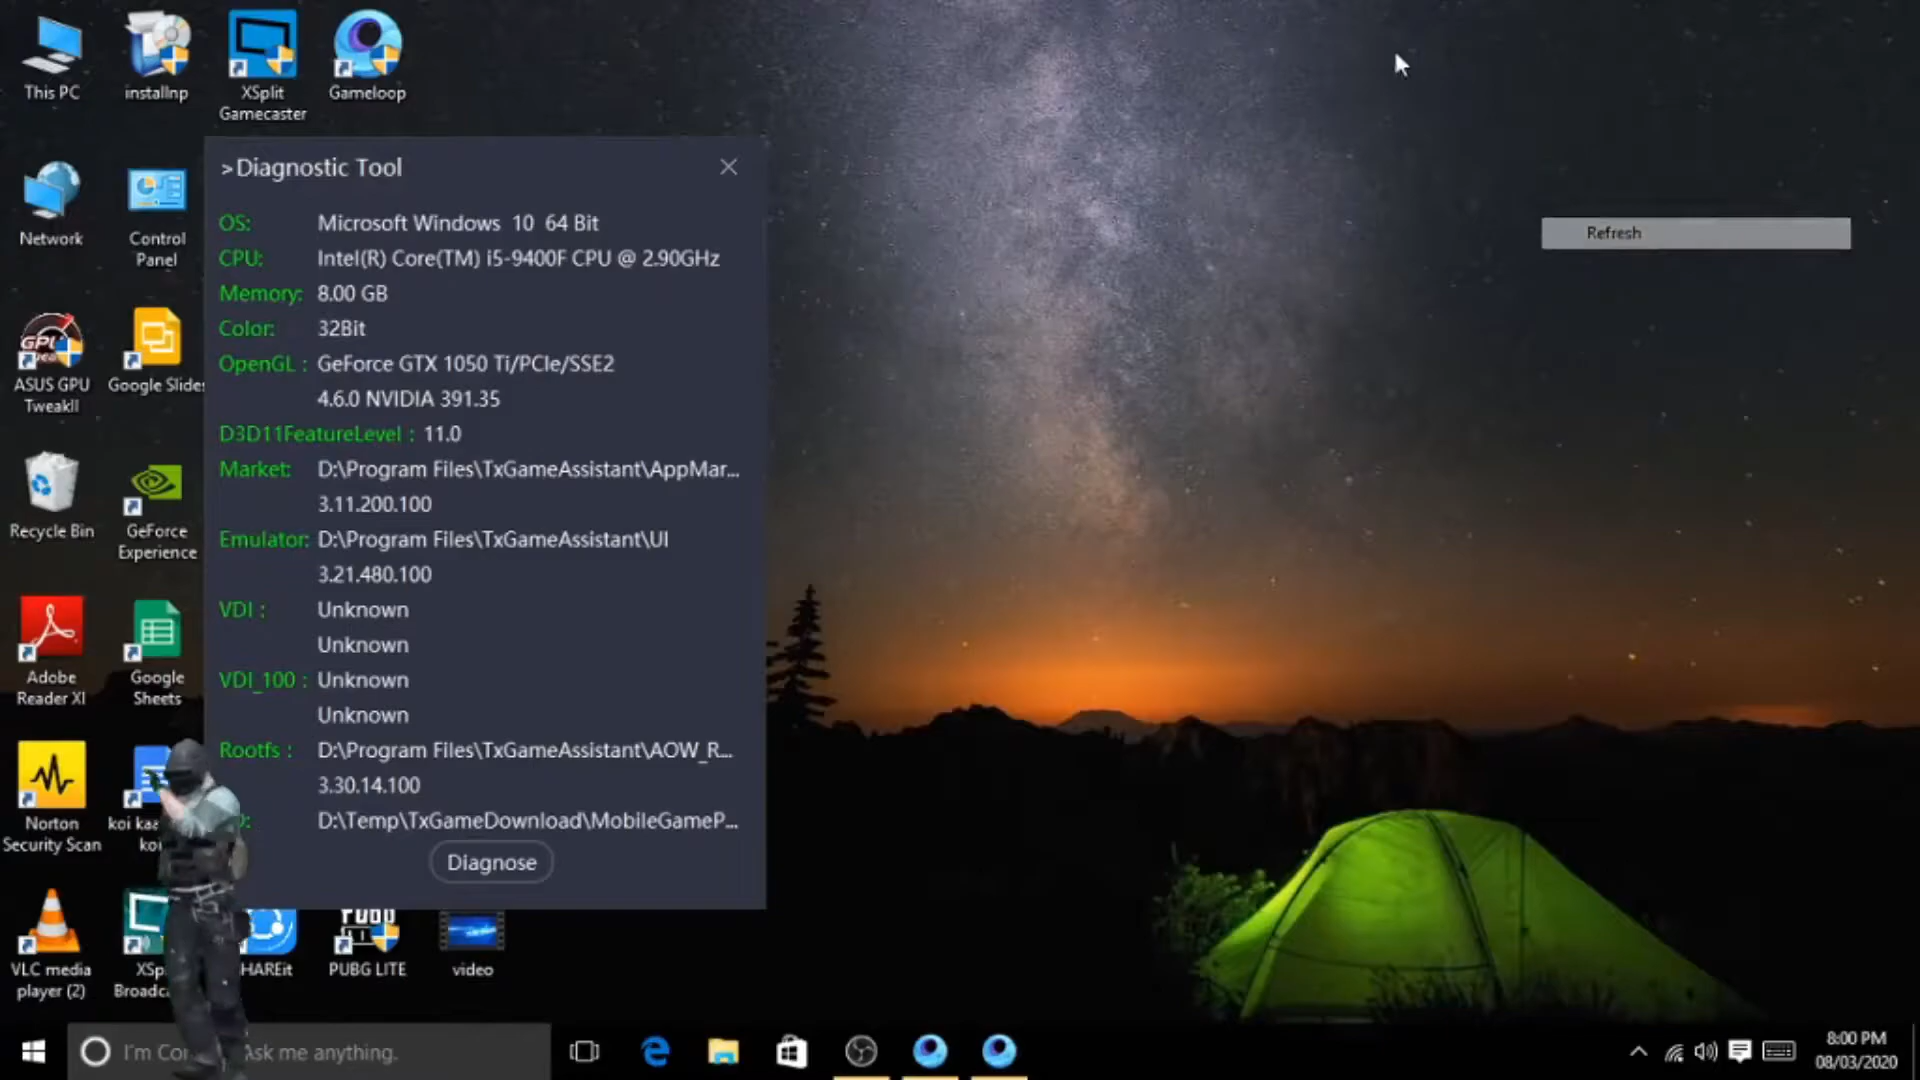 This PC
installnp
XSplit
Gamecaster
Gameloop
Network
Control
Panel
ASUS GPU
TweakII
Google Slides
Recycle Bin
GeForce
Experience
Adobe
Reader XI
Google
Sheets
Norton
Security Scan
koi
VLC media
player (2)
PUBG LITE
video
>Diagnostic Tool
OS: Microsoft Windows 10 64 Bit
CPU: Intel(R) Core(TM) i5-9400F CPU @ 2.90GHz
Memory: 8.00 GB
Color: 32Bit
OpenGL : GeForce GTX 1050 Ti/PCIe/SSE2
4.6.0 NVIDIA 391.35
D3D11FeatureLevel : 11.0
Market: D:\Program Files\TxGameAssistant\AppMar...
3.11.200.100
Emulator: D:\Program Files\TxGameAssistant\UI
3.21.480.100
VDI : Unknown
Unknown
VDI_100 : Unknown
Unknown
Rootfs : D:\Program Files\TxGameAssistant\AOW_R...
3.30.14.100
D:\Temp\TxGameDownload\MobileGameP...
Diagnose
Refresh
I'm Ask me anything.
8:00 PM
08/03/2020